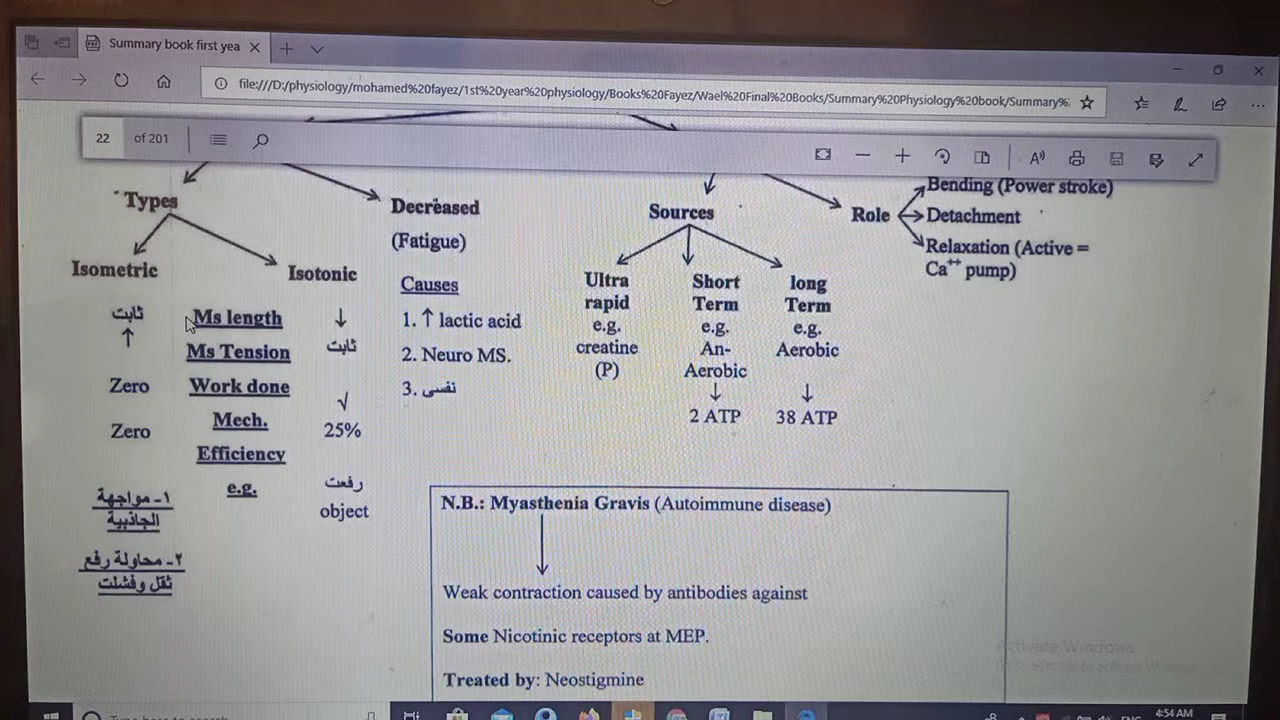 Summary book first yea
file:///D:/physiology/mohamed%20fayez/1st%20year%20physiology/Books%20Fayez/Wael%20Final%20Books/Summary%20Physiology%20book/Summary%
22 of 201
Types
Isometric
Isotonic
ثابت
Ms length
↓
↑
Ms Tension
ثابت
Zero
Work done
√
Zero
Mech.
Efficiency
25%
e.g.
١- مواجهة
الجاذبية
٢- محاولة رفع
ثقل وفشلت
رفعت
object
Decreased
(Fatigue)
Causes
1. ↑ lactic acid
2. Neuro MS.
3. نفسى
Sources
Ultra
rapid
e.g.
creatine
(P)
Short
Term
e.g.
An-
Aerobic
↓
2 ATP
long
Term
e.g.
Aerobic
↓
38 ATP
Role
Bending (Power stroke)
Detachment
Relaxation (Active =
Ca++ pump)
N.B.: Myasthenia Gravis (Autoimmune disease)
Weak contraction caused by antibodies against
Some Nicotinic receptors at MEP.
Treated by: Neostigmine
Activate Windows
ENG
4:54 AM